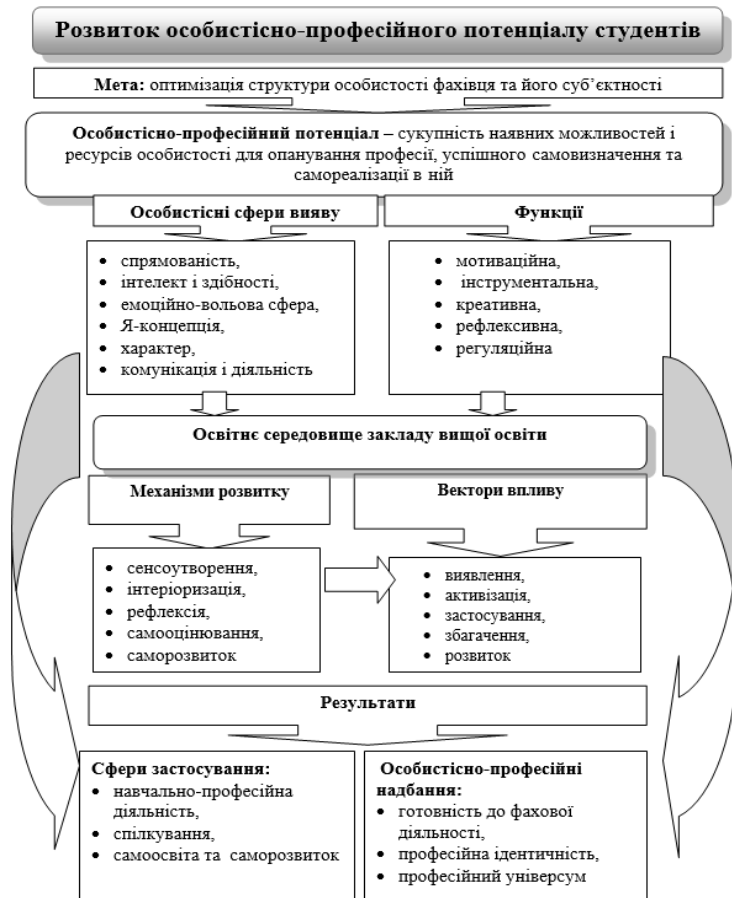 Розвиток особистісно-професійного потенціалу студентів
Мета: оптимізація структури особистості фахівця та його суб’єктності
Особистісно-професійний потенціал – сукупність наявних можливостей і
ресурсів особистості для опанування професії, успішного самовизначення та
самореалізації в ній
Особистісні сфери вияву
Функції
• спрямованість,
• інтелект і здібності,
• емоційно-вольова сфера,
• Я-концепція,
• характер,
• комунікація і діяльність
• мотиваційна,
• інструментальна,
• креативна,
• рефлексивна,
• регуляційна
Освітнє середовище закладу вищої освіти
Механізми розвитку
Вектори впливу
• сенсоутворення,
• інтеріоризація,
• рефлексія,
• самооцінювання,
• саморозвиток
• виявлення,
• активізація,
• застосування,
• збагачення,
• розвиток
Результати
Сфери застосування:
• навчально-професійна
діяльність,
• спілкування,
• самоосвіта та саморозвиток
Особистісно-професійні
надбання:
• готовність до фахової
діяльності,
• професійна ідентичність,
• професійний універсум